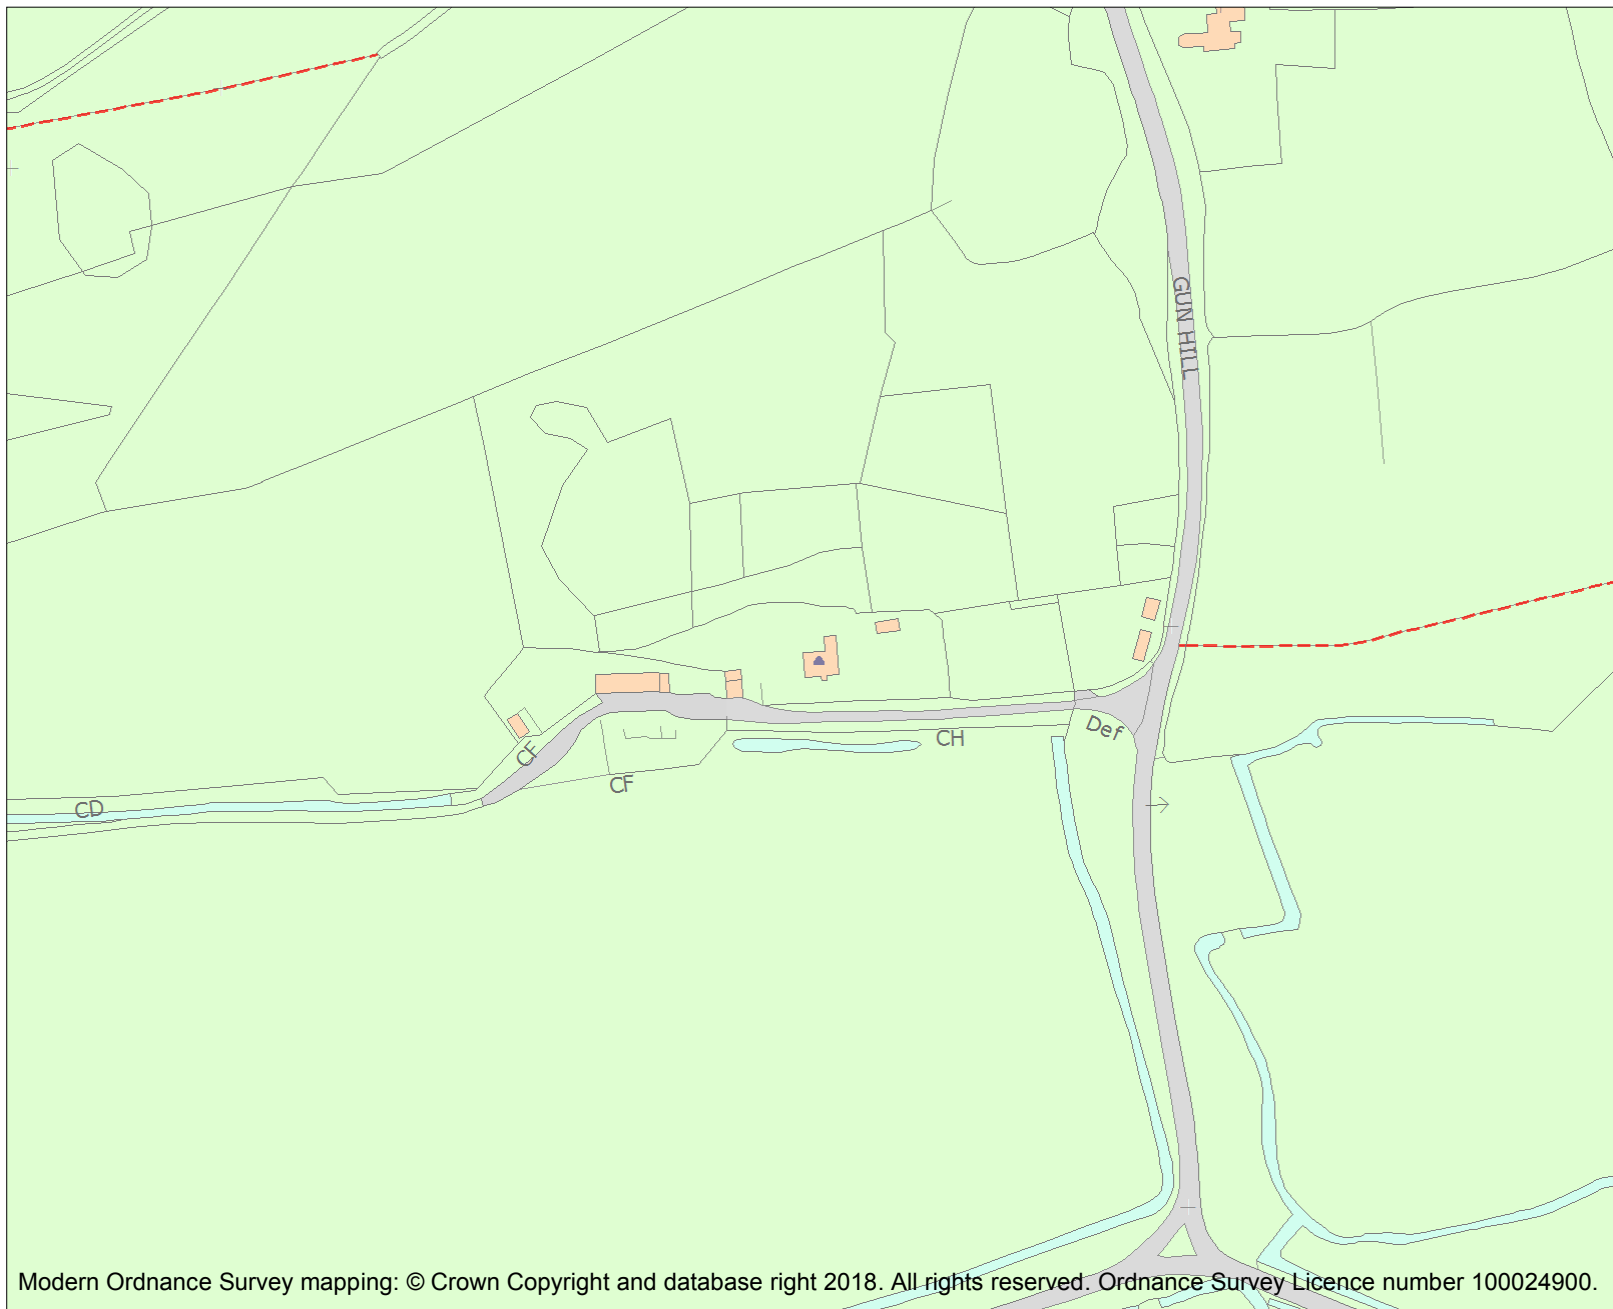 GUN HILL
Def
CH
CF
CF
CD
Modern Ordnance Survey mapping: © Crown Copyright and database right 2018. All rights reserved. Ordnance Survey Licence number 100024900.